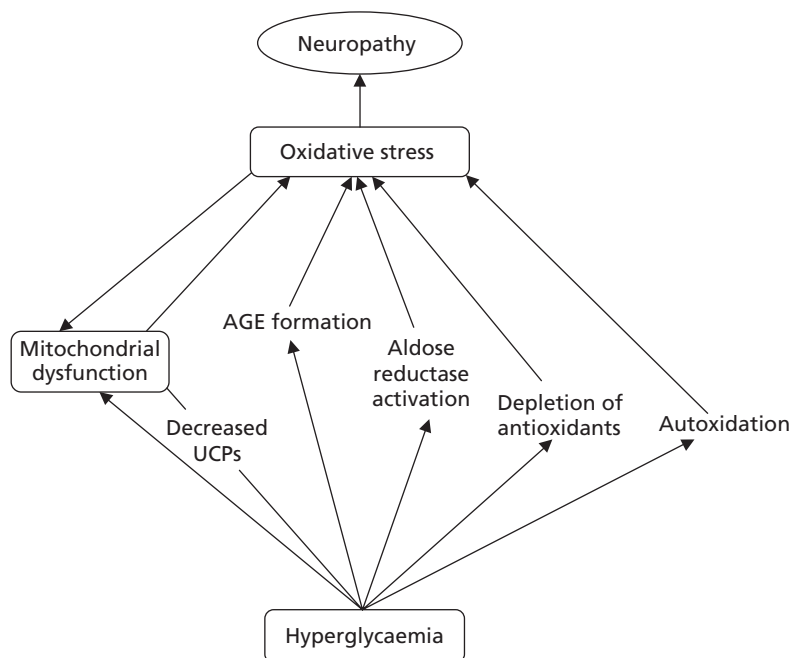 Neuropathy
Oxidative stress
AGE formation
Mitochondrial
dysfunction
Aldose
reductase
activation
Decreased
UCPs
Depletion of
antioxidants
Autoxidation
Hyperglycaemia